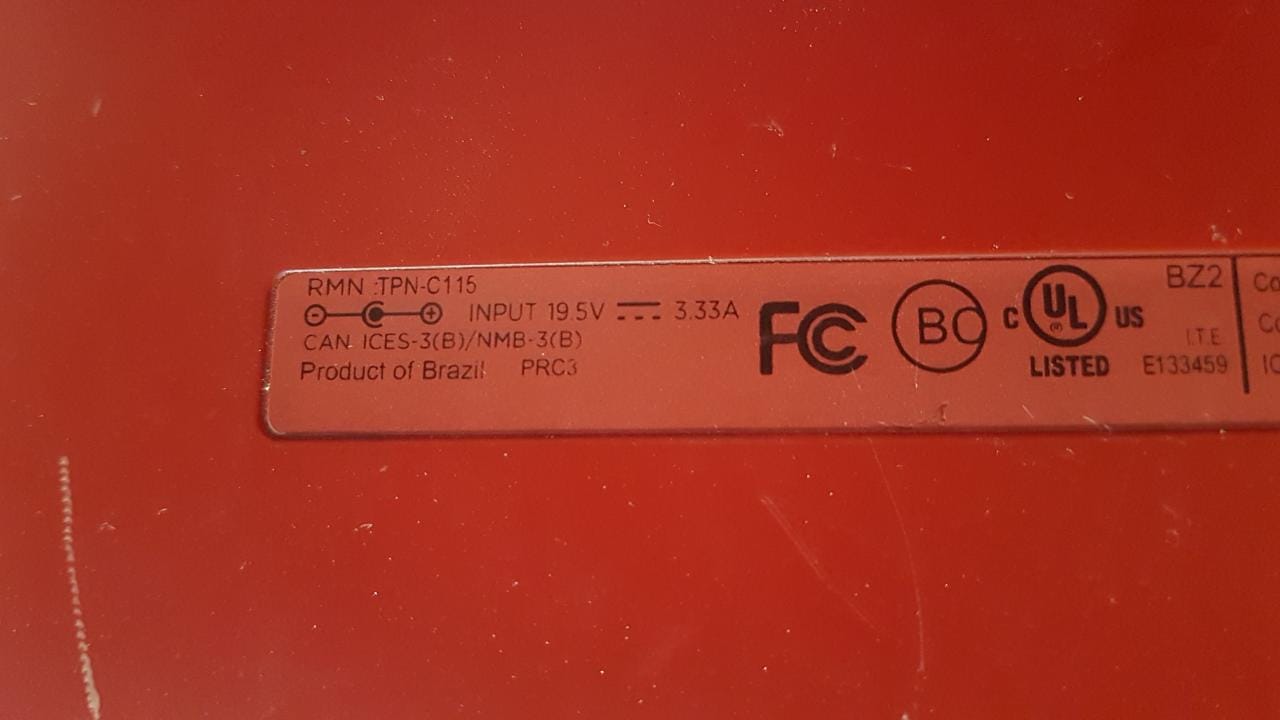 RMN :TPN-C115
INPUT 19.5V 3.33A
CAN ICES-3(B)/NMB-3(B)
Product of Brazil PRC3
FC
BC
C UL ® US
LISTED
BZ2
I.T.E
E133459